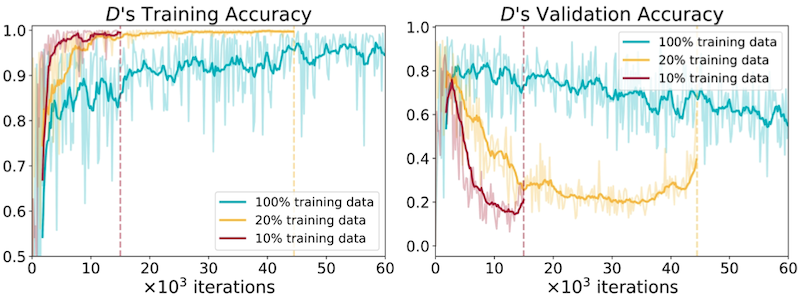 D's Training Accuracy
1.0
0.9
0.8
0.7
0.6
0.5
100% training data
20% training data
10% training data
0
10
20
30
40
50
60
×10³ iterations
D's Validation Accuracy
1.0
0.8
0.6
0.4
0.2
0.0
100% training data
20% training data
10% training data
0
10
20
30
40
50
60
×10³ iterations